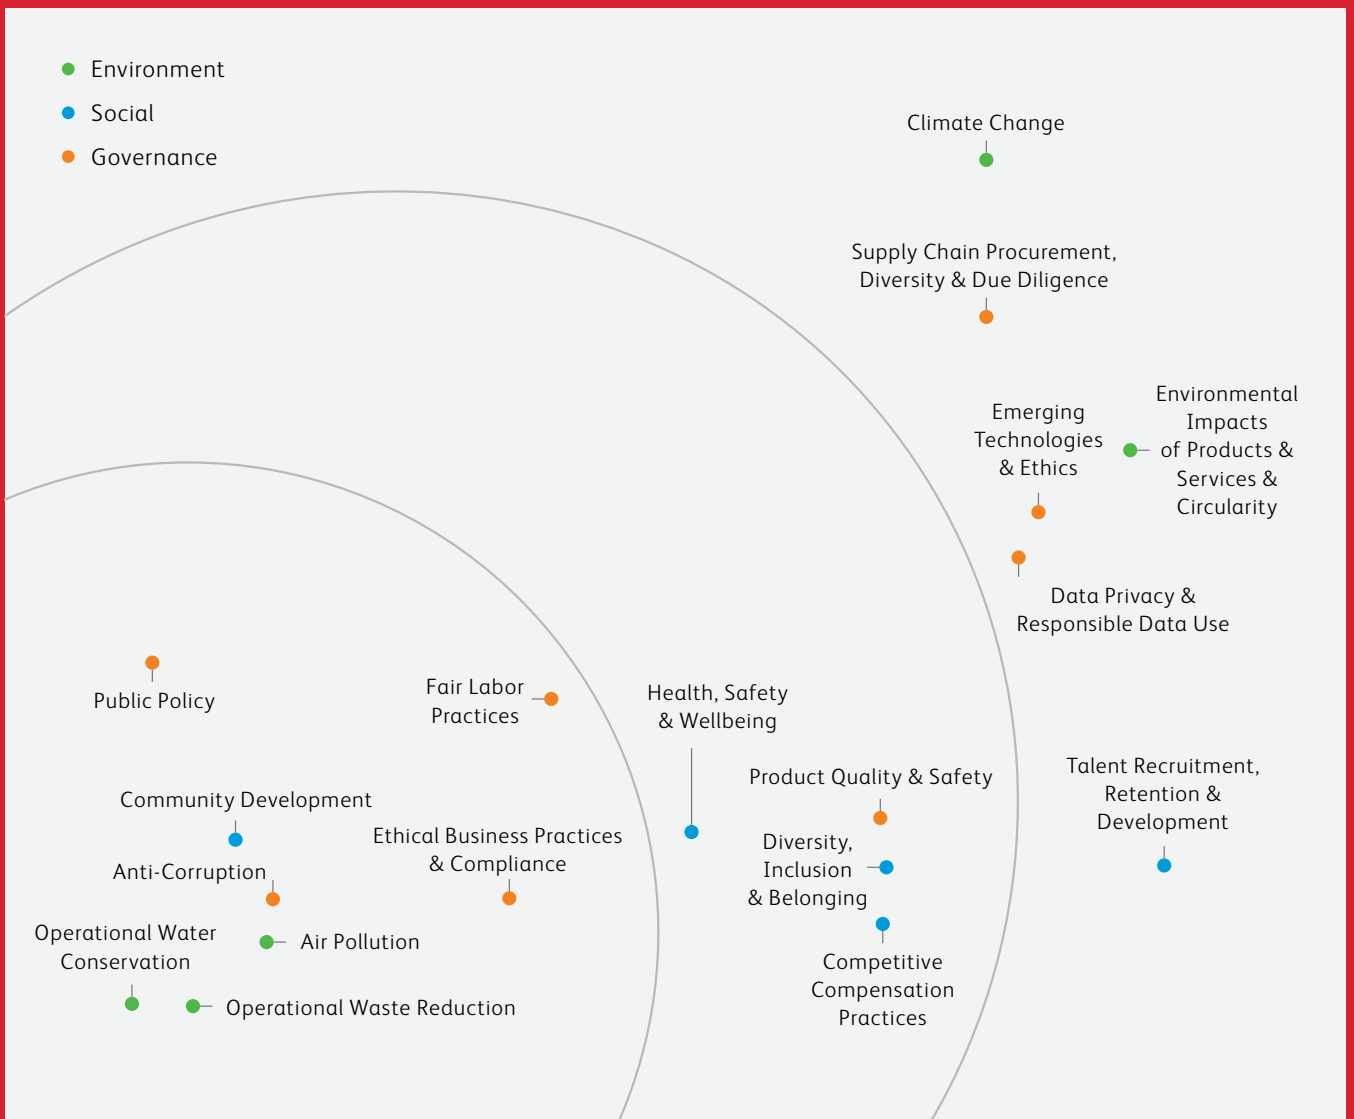 Environment
Social
Governance
Climate Change
Supply Chain Procurement,
Diversity & Due Diligence
Emerging
Technologies
& Ethics
Environmental
Impacts
of Products &
Services &
Circularity
Data Privacy &
Responsible Data Use
Public Policy
Fair Labor
Practices
Health, Safety
& Wellbeing
Product Quality & Safety
Talent Recruitment,
Retention &
Development
Community Development
Ethical Business Practices
& Compliance
Diversity,
Inclusion
& Belonging
Anti-Corruption
Operational Water
Conservation
Air Pollution
Competitive
Compensation
Practices
Operational Waste Reduction